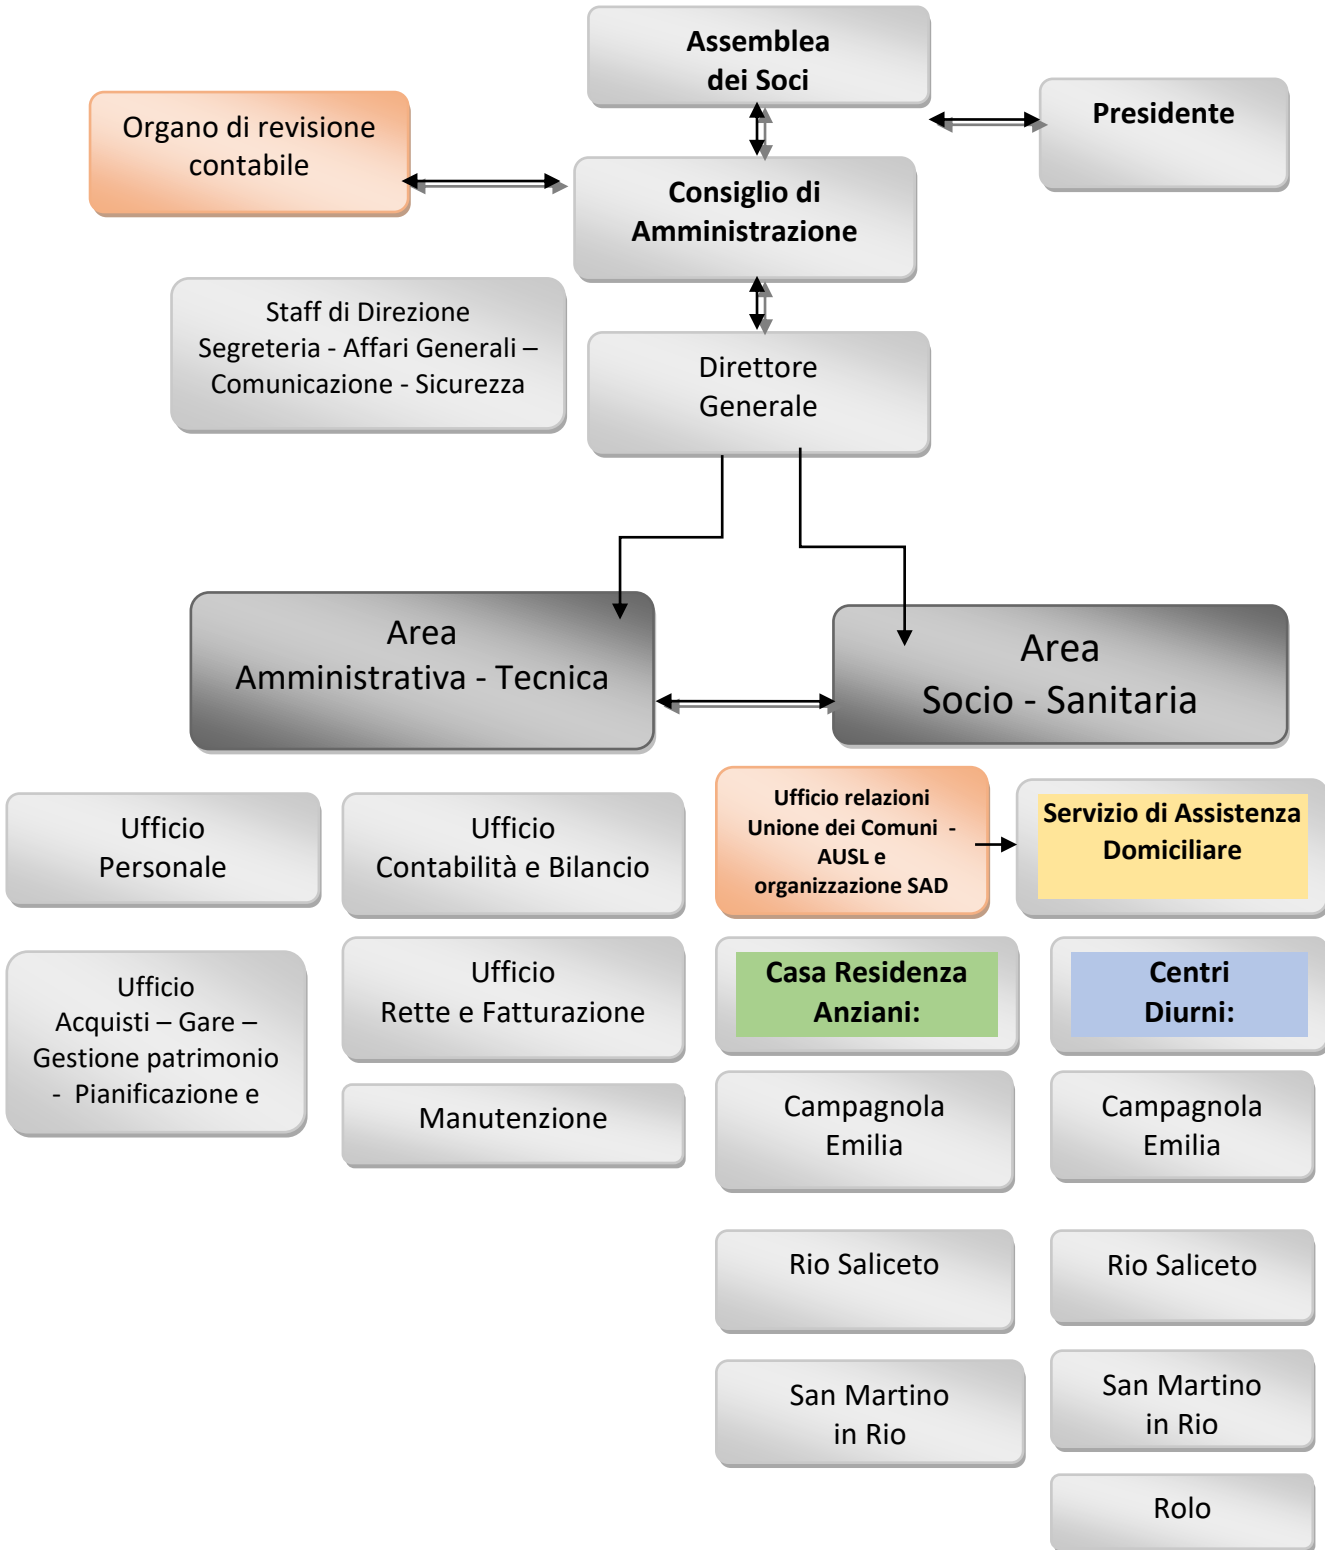 Assemblea
dei Soci
Organo di revisione
contabile
Presidente
Consiglio di
Amministrazione
Staff di Direzione
Segreteria - Affari Generali –
Comunicazione - Sicurezza
Direttore
Generale
Area
Amministrativa - Tecnica
Area
Socio - Sanitaria
Ufficio
Personale
Ufficio
Contabilità e Bilancio
Ufficio relazioni
Unione dei Comuni -
AUSL e
organizzazione SAD
Servizio di Assistenza
Domiciliare
Ufficio
Acquisti – Gare –
Gestione patrimonio
- Pianificazione e
Ufficio
Rette e Fatturazione
Manutenzione
Casa Residenza
Anziani:
Centri
Diurni:
Campagnola
Emilia
Campagnola
Emilia
Rio Saliceto
Rio Saliceto
San Martino
in Rio
San Martino
in Rio
Rolo